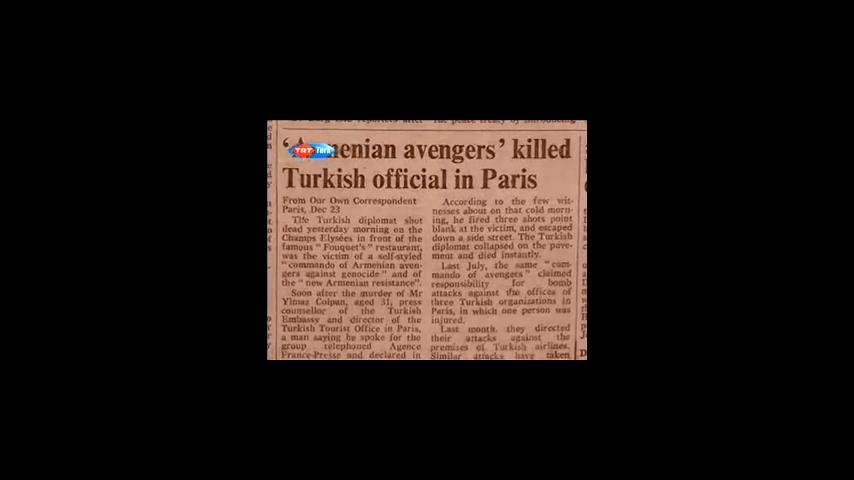 'Armenian avengers' killed
Turkish official in Paris
TRT Türk
From Our Own Correspondent
Paris, Dec 23
The Turkish diplomat shot
dead yesterday morning on the
Champs Elysées in front of the
famous "Fouquet's" restaurant,
was the victim of a self-styled
"commando of Armenian aven-
gers against genocide" and of
the "new Armenian resistance".
Soon after the murder of Mr
Ylmaz Colpan, aged 31, press
counsellor of the Turkish
Embassy and director of the
Turkish Tourist Office in Paris,
a man saying he spoke for the
group telephoned Agence
France-Presse and declared in
According to the few wit-
nesses about on that cold morn-
ing, he fired three shots point
blank at the victim, and escaped
down a side street. The Turkish
diplomat collapsed on the pave-
ment and died instantly.
Last July, the same "com-
mando of avengers" claimed
responsibility for bomb
attacks against the offices of
three Turkish organizations in
Paris, in which one person was
injured.
Last month, they directed
their attacks against the
premises of Turkish airlines.
Similar attacks have taken